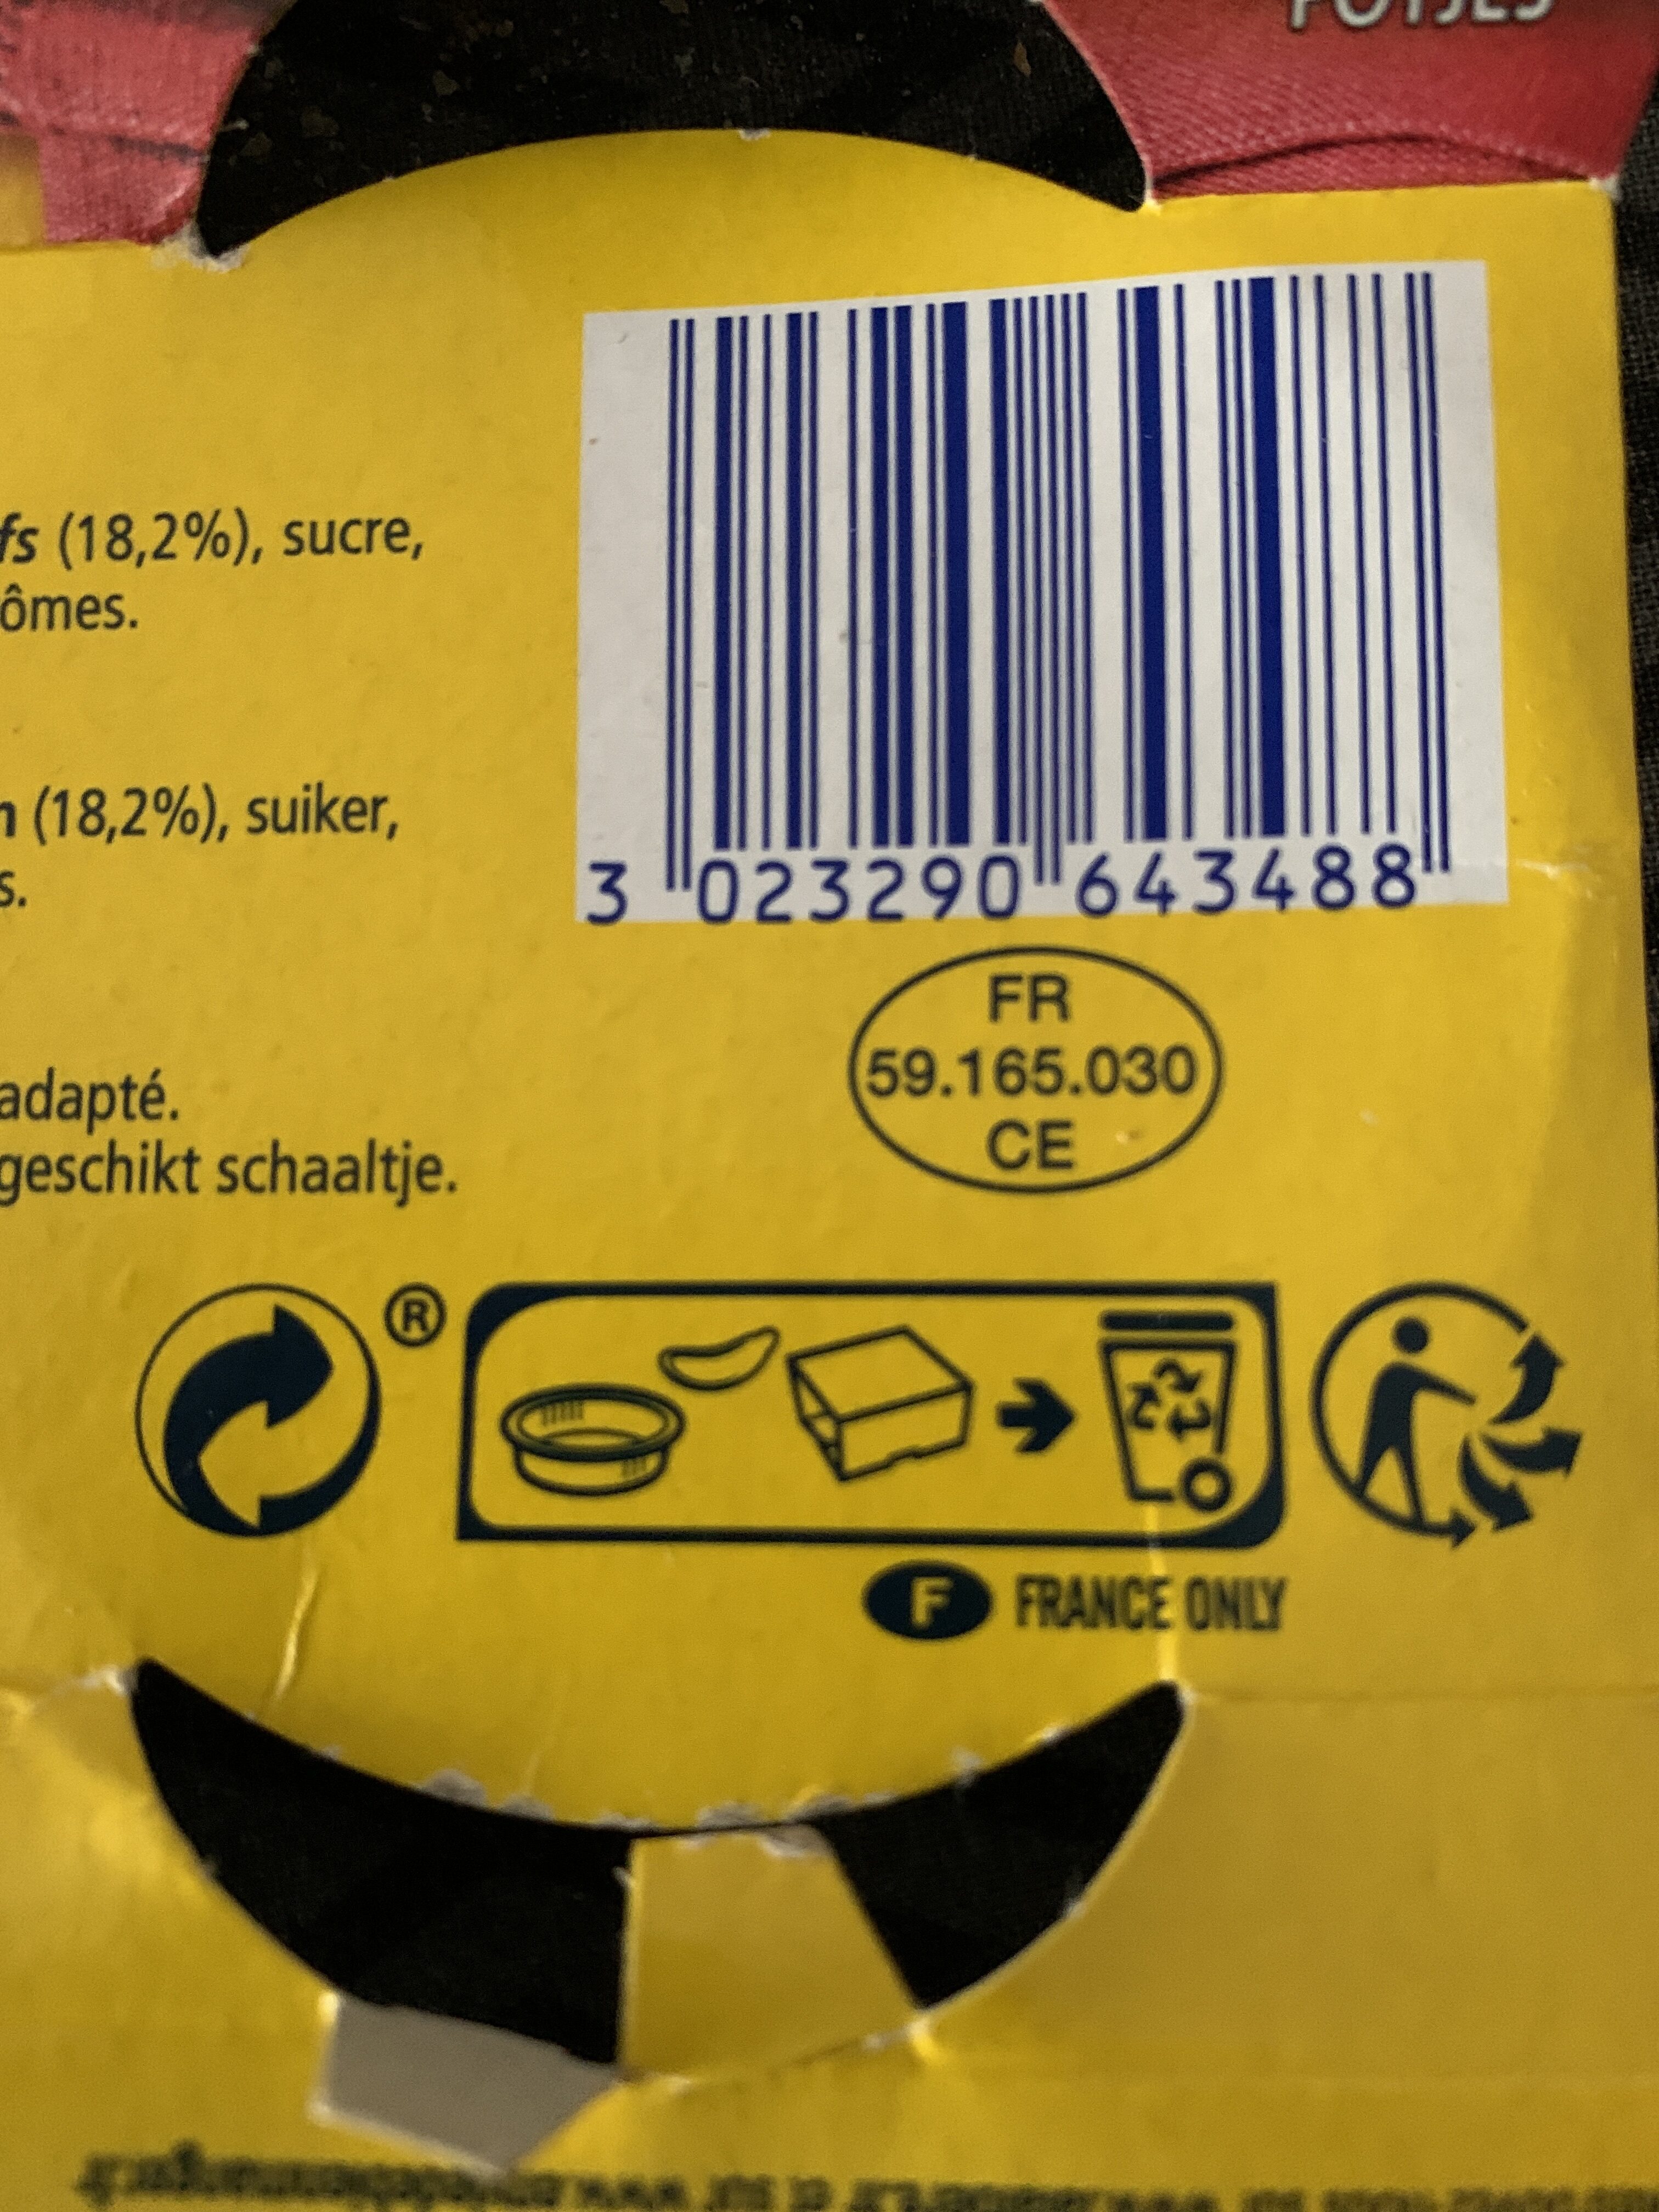 POTJES
fs (18,2%), sucre,
ômes.
n (18,2%), suiker,
s.
3 023290 643488
FR
59.165.030
CE
adapté.
geschikt schaaltje.
®
F FRANCE ONLY